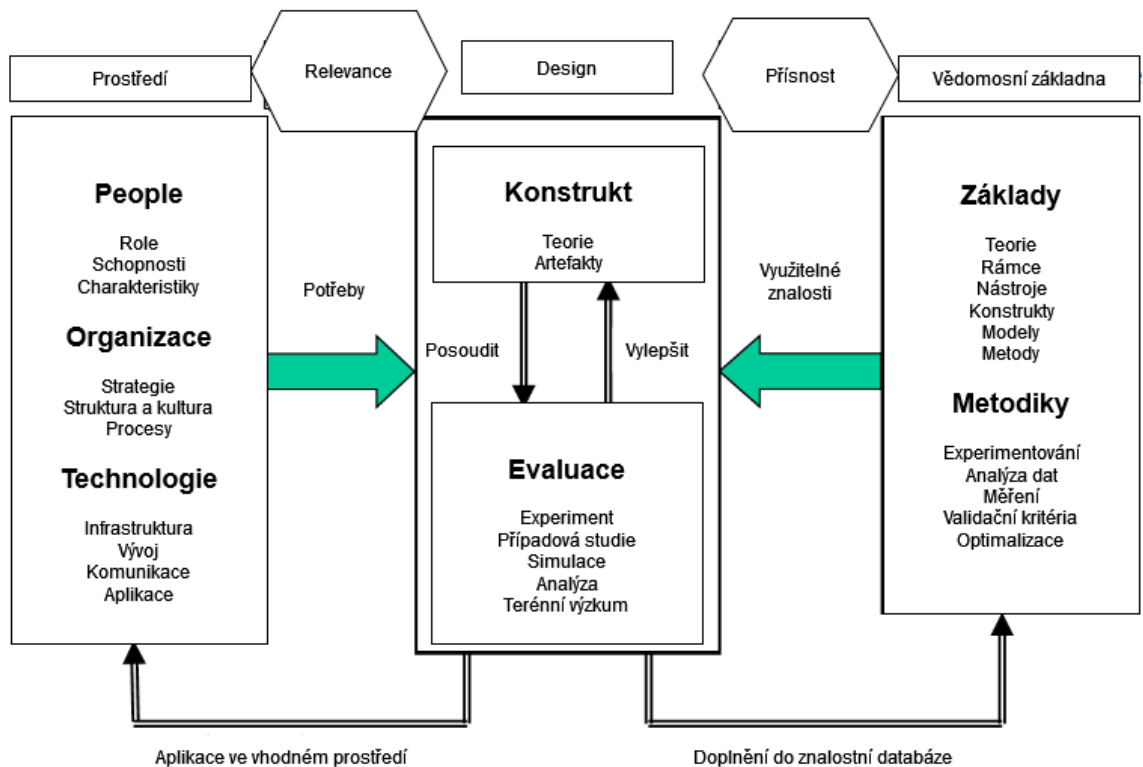 Prostředí
Relevance
Design
Přísnost
Vědomosní základna
People
Role
Schopnosti
Charakteristiky
Organizace
Strategie
Struktura a kultura
Procesy
Technologie
Infrastruktura
Vývoj
Komunikace
Aplikace
Potřeby
Konstrukt
Teorie
Artefakty
Posoudit
Vylepšit
Evaluace
Experiment
Případová studie
Simulace
Analýza
Terénní výzkum
Využitelné
znalosti
Základy
Teorie
Rámce
Nástroje
Konstrukty
Modely
Metody
Metodiky
Experimentování
Analýza dat
Měření
Validační kritéria
Optimalizace
Aplikace ve vhodném prostředí
Doplnění do znalostní databáze